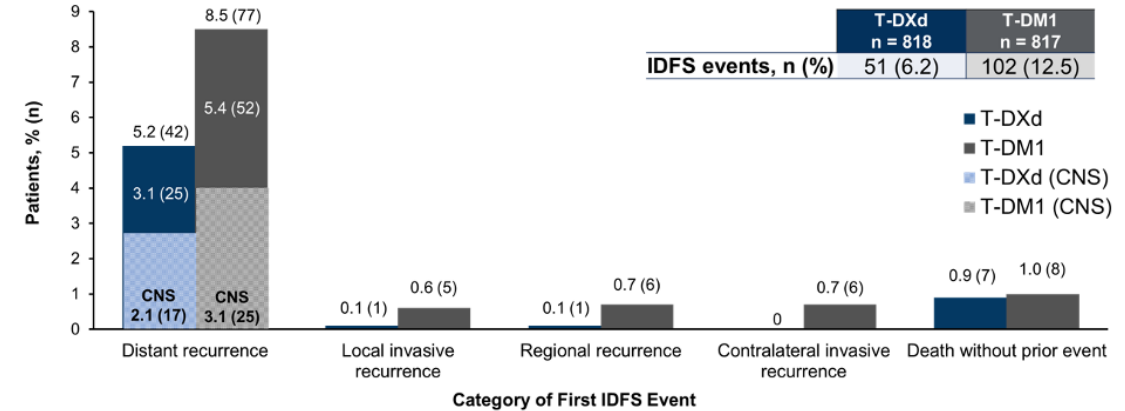 T-DXd
n = 818
T-DM1
n = 817
IDFS events, n (%) 51 (6.2) 102 (12.5)
Patients, % (n)
9
8
7
6
5
4
3
2
1
0
8.5 (77)
5.4 (52)
5.2 (42)
3.1 (25)
CNS
2.1 (17)
CNS
3.1 (25)
0.1 (1)
0.6 (5)
0.1 (1)
0.7 (6)
0
0.7 (6)
0.9 (7)
1.0 (8)
T-DXd
T-DM1
T-DXd (CNS)
T-DM1 (CNS)
Distant recurrence
Local invasive
recurrence
Regional recurrence
Contralateral invasive
recurrence
Death without prior event
Category of First IDFS Event